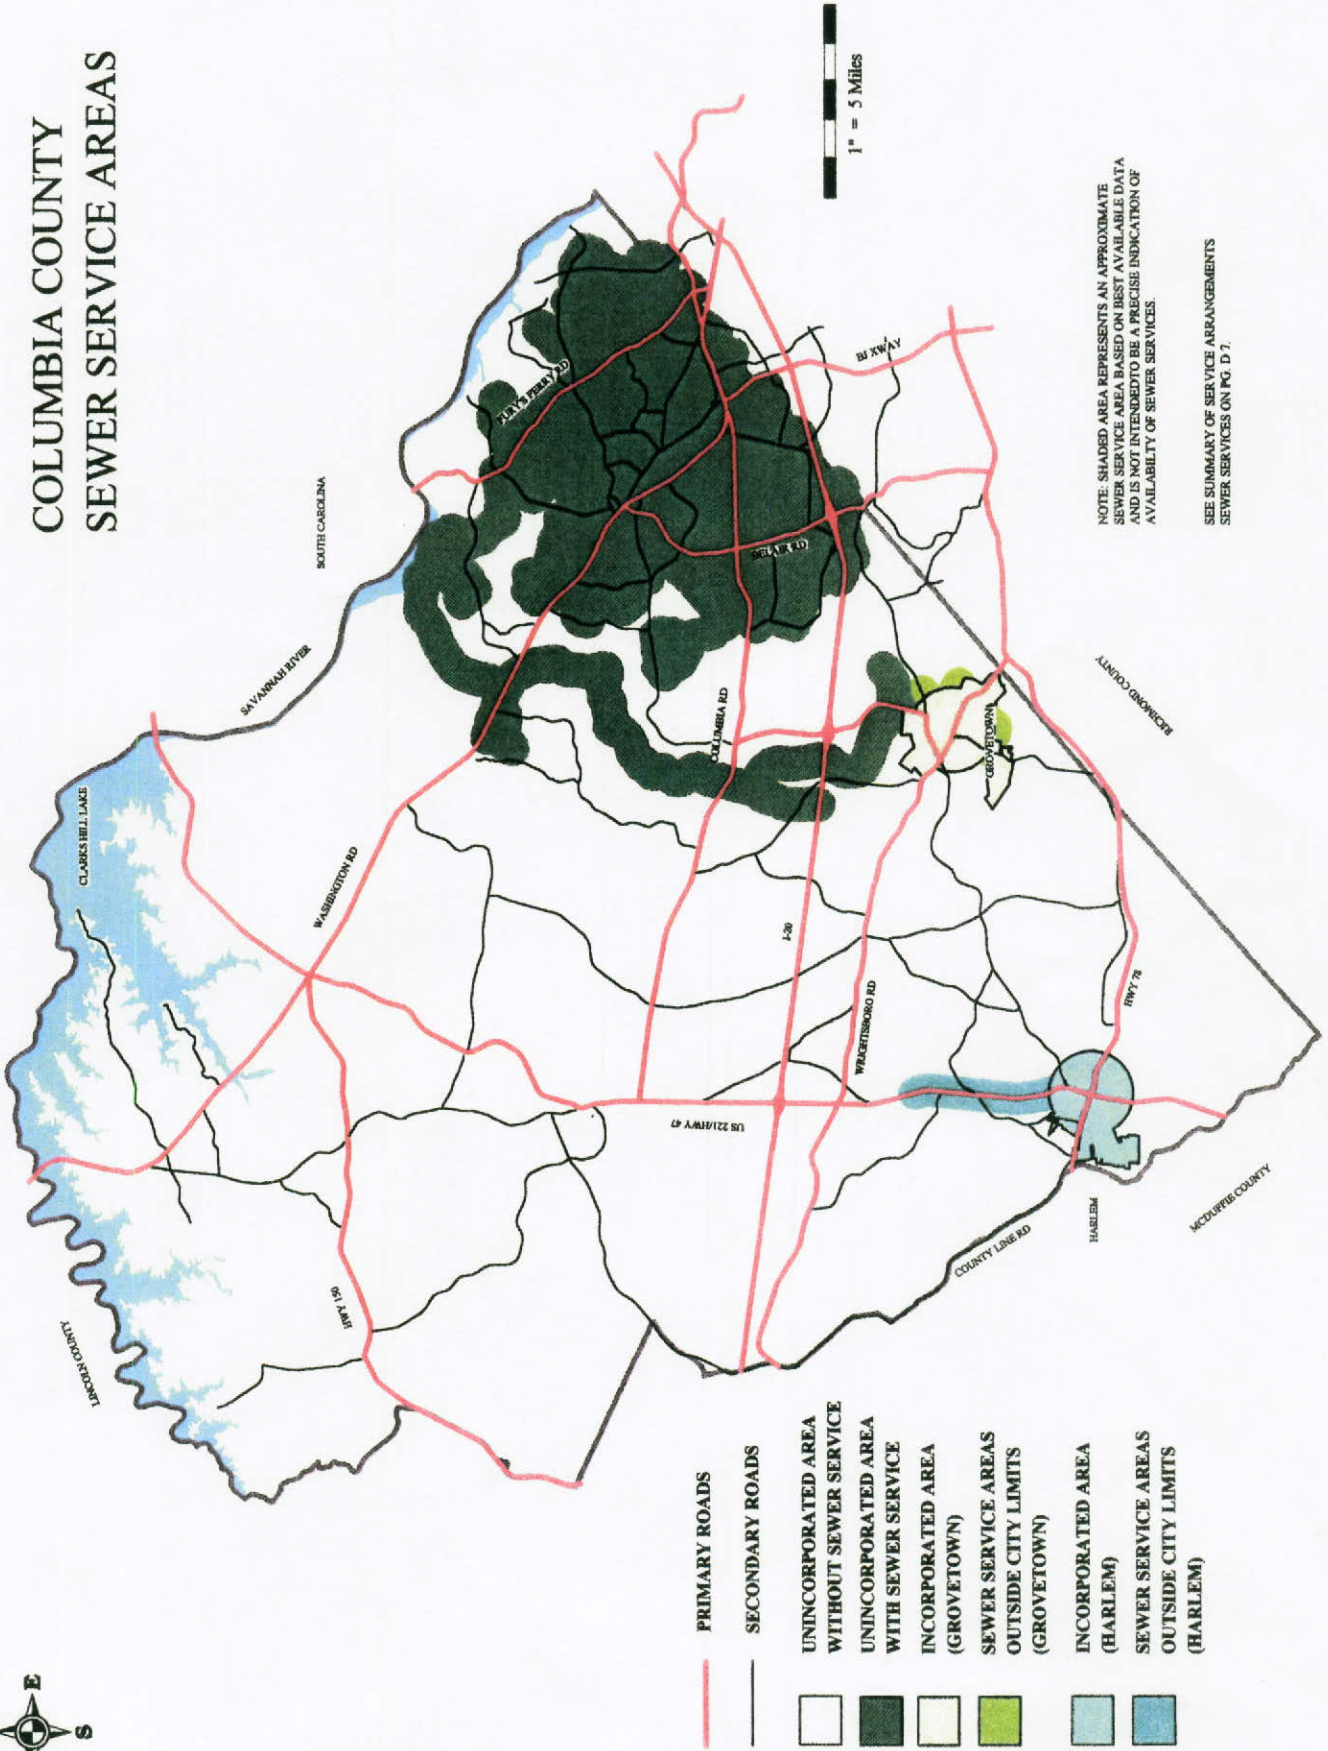 COLUMBIA COUNTY
SEWER SERVICE AREAS
SOUTH CAROLINA
SAVANNAH RIVER
CLARKS HILL LAKE
LINCOLN COUNTY
WASHINGTON RD
HWY 150
FURY'S FERRY RD
BJ XWAY
BELAIR RD
COLUMBIA RD
I-20
WRIGHTSBORO RD
US 221/HWY 47
GROVETOWN
RICHMOND COUNTY
HWY 78
COUNTY LINE RD
HARLEM
MCDUFFIE COUNTY
1" = 5 Miles
NOTE: SHADED AREA REPRESENTS AN APPROXIMATE
SEWER SERVICE AREA BASED ON BEST AVAILABLE DATA
AND IS NOT INTENDEDTO BE A PRECISE INDICATION OF
AVAILABILTY OF SEWER SERVICES.
SEE SUMMARY OF SERVICE ARRANGEMENTS
SEWER SERVICES ON PG. D 7.
E
S
PRIMARY ROADS
SECONDARY ROADS
UNINCORPORATED AREA
WITHOUT SEWER SERVICE
UNINCORPORATED AREA
WITH SEWER SERVICE
INCORPORATED AREA
(GROVETOWN)
SEWER SERVICE AREAS
OUTSIDE CITY LIMITS
(GROVETOWN)
INCORPORATED AREA
(HARLEM)
SEWER SERVICE AREAS
OUTSIDE CITY LIMITS
(HARLEM)